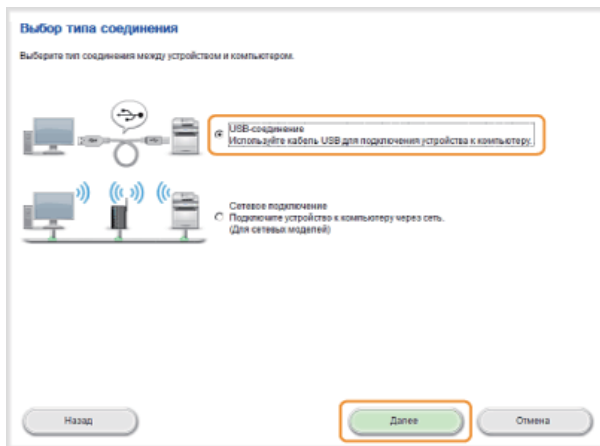 Выбор типа соединения
Выберите тип соединения между устройством и компьютером.
USB-соединение
Используйте кабель USB для подключения устройства к компьютеру.
Сетевое подключение
Подключите устройство к компьютеру через сеть.
(Для сетевых моделей)
Назад
Далее
Отмена